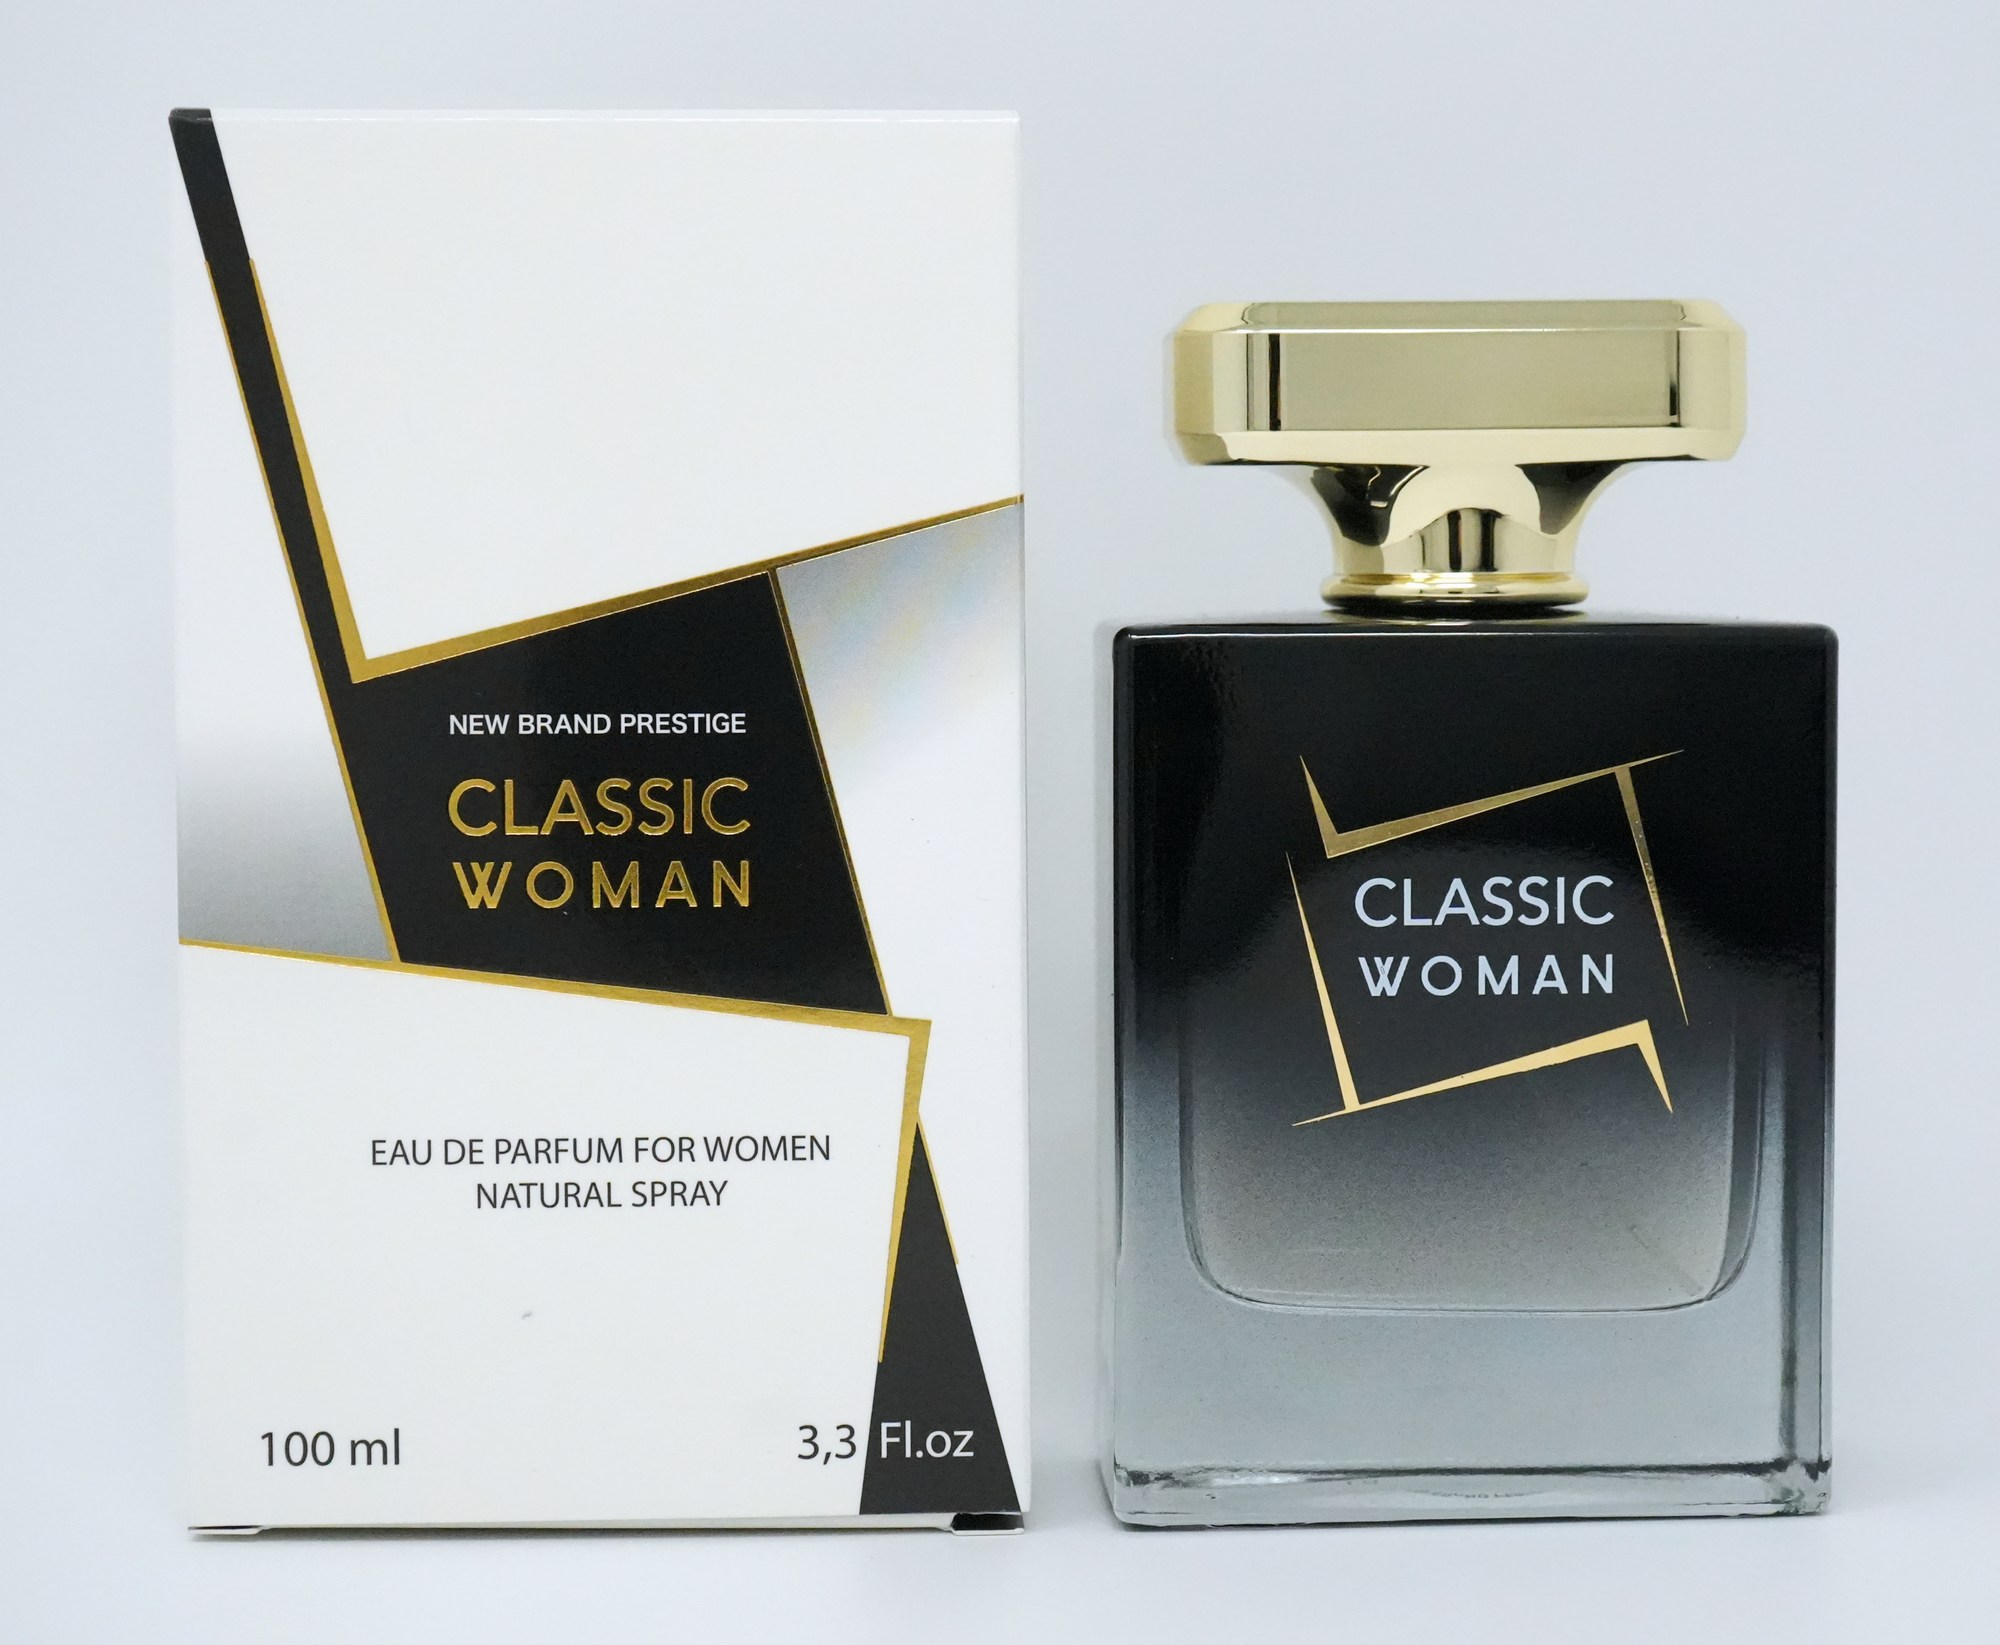 NEW BRAND PRESTIGE
CLASSIC
WOMAN
EAU DE PARFUM FOR WOMEN
NATURAL SPRAY
100 ml
3,3 Fl.oz
CLASSIC
WOMAN